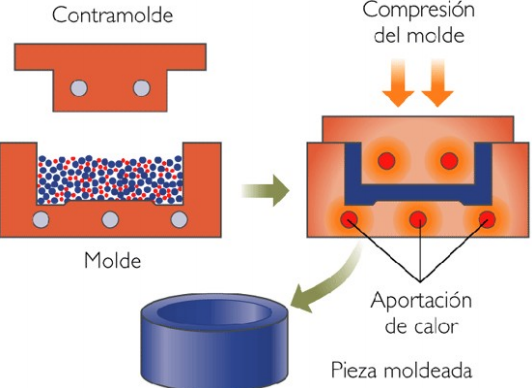 Contramolde
Compresión
del molde
Molde
Aportación
de calor
Pieza moldeada